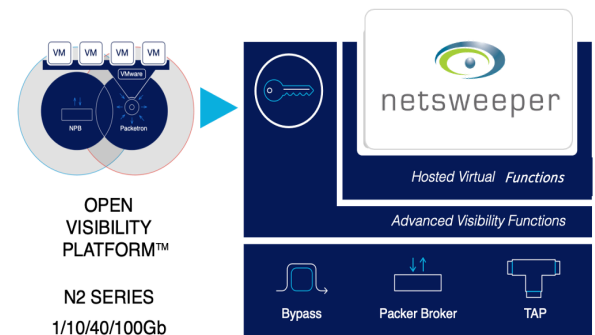 VM VM VM VM
VMware
NPB Packetron
OPEN
VISIBILITY
PLATFORM™
N2 SERIES
1/10/40/100Gb
netsweeper
Hosted Virtual Functions
Advanced Visibility Functions
Bypass Packer Broker TAP